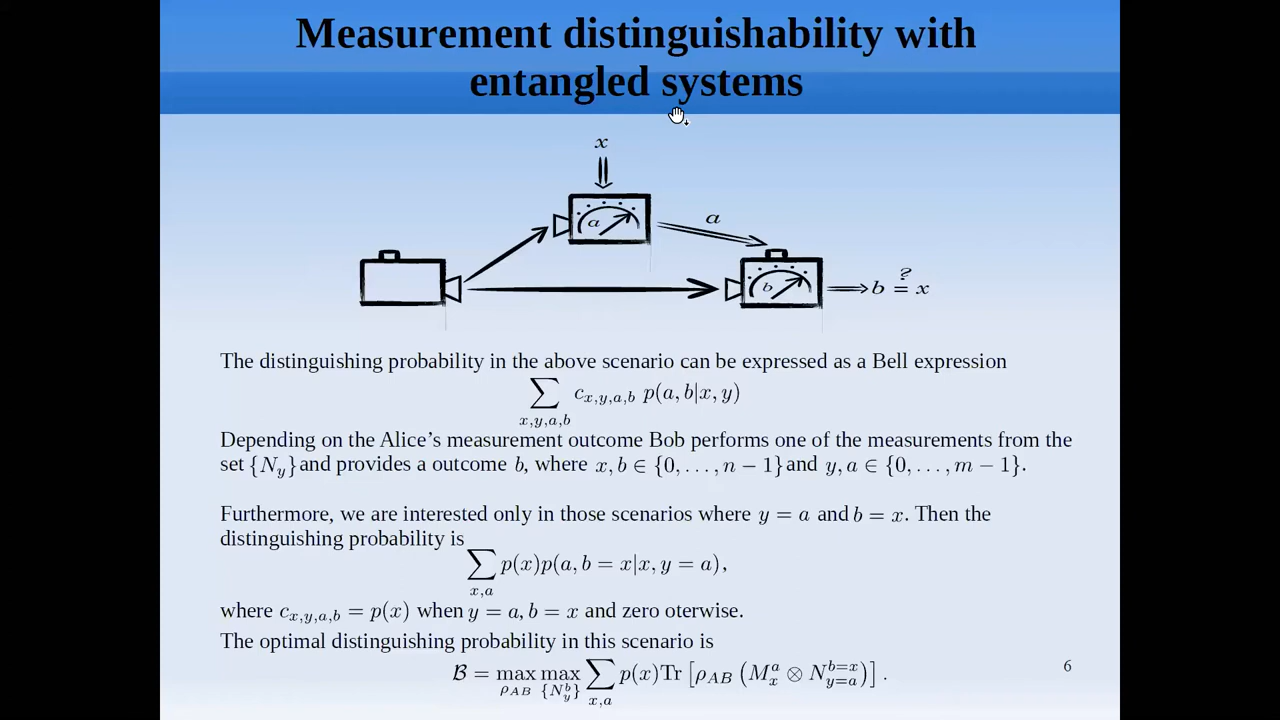 Measurement distinguishability with
entangled systems
x
a
a
b
b ?= x
The distinguishing probability in the above scenario can be expressed as a Bell expression
∑_{x,y,a,b} c_{x,y,a,b} p(a, b|x, y)
Depending on the Alice’s measurement outcome Bob performs one of the measurements from the
set {N_y} and provides a outcome b, where x, b ∈ {0, . . . , n − 1} and y, a ∈ {0, . . . , m − 1}.
Furthermore, we are interested only in those scenarios where y = a and b = x. Then the
distinguishing probability is
∑_{x,a} p(x)p(a, b = x|x, y = a),
where c_{x,y,a,b} = p(x) when y = a, b = x and zero oterwise.
The optimal distinguishing probability in this scenario is
6
ℬ = max_{ρ_{AB}} max_{{N_y^b}} ∑_{x,a} p(x)Tr [ρ_{AB} (M_x^a ⊗ N_{y=a}^{b=x})] .